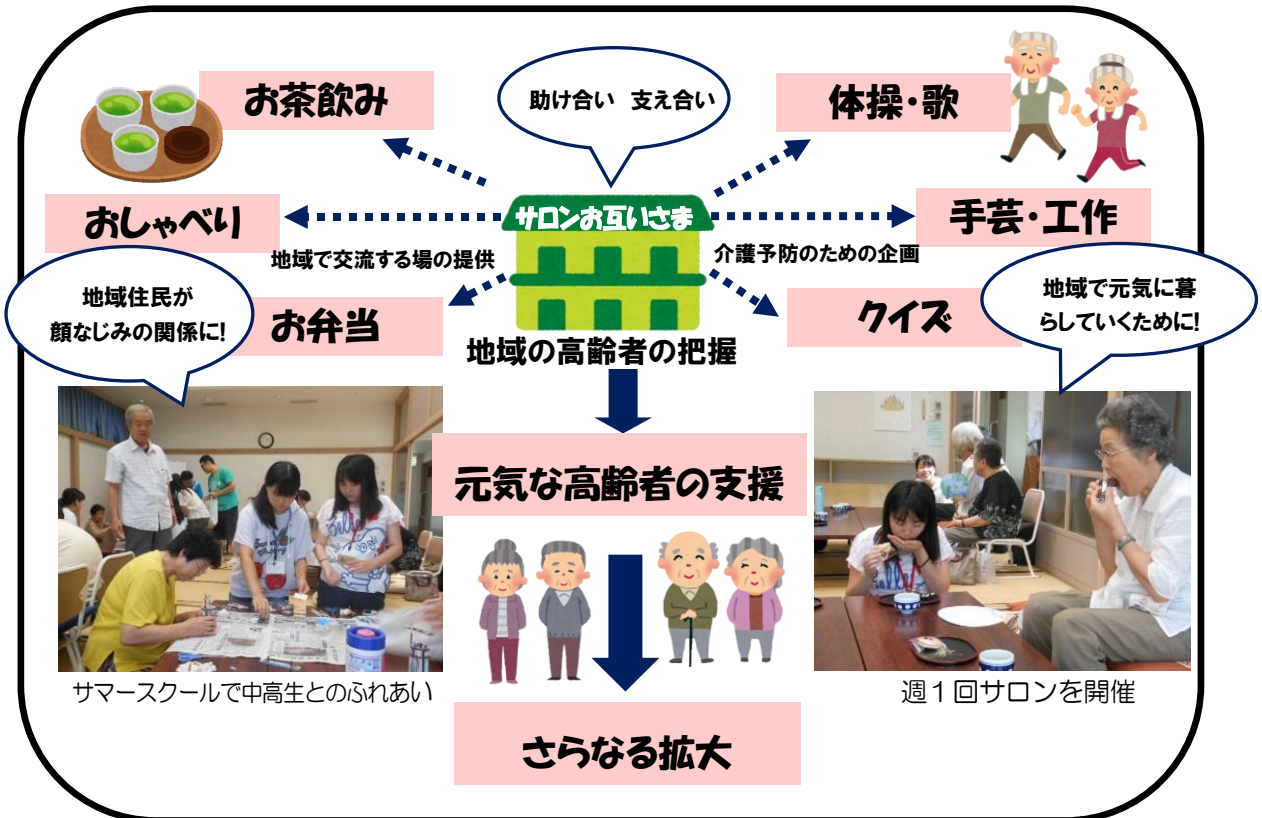 助け合い　支え合い
お茶飲み
体操・歌
サロンお互いさま
おしゃべり
手芸・工作
地域で交流する場の提供
介護予防のための企画
地域住民が
顔なじみの関係に!
お弁当
クイズ
地域で元気に暮
らしていくために!
地域の高齢者の把握
元気な高齢者の支援
サマースクールで中高生とのふれあい
週１回サロンを開催
さらなる拡大